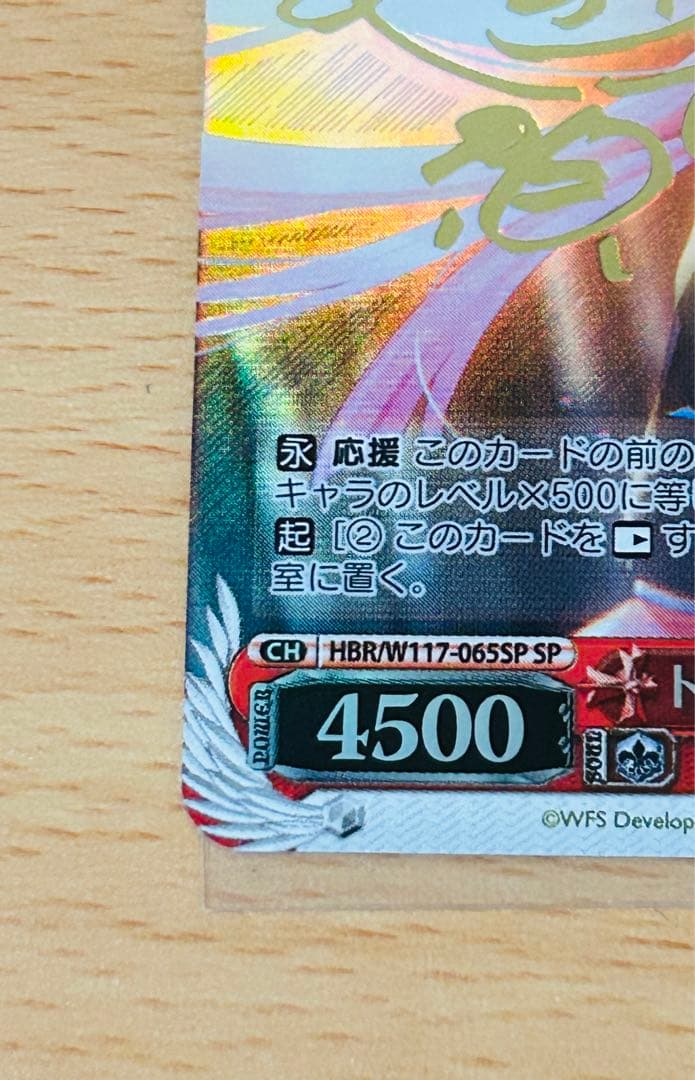 永 応援 このカードの前の
キャラのレベル×500に等
起 [② このカードを す
室に置く。
CH HBR/W117-065SP SP
POWER 4500
SOUL
ト
©WFS Develop